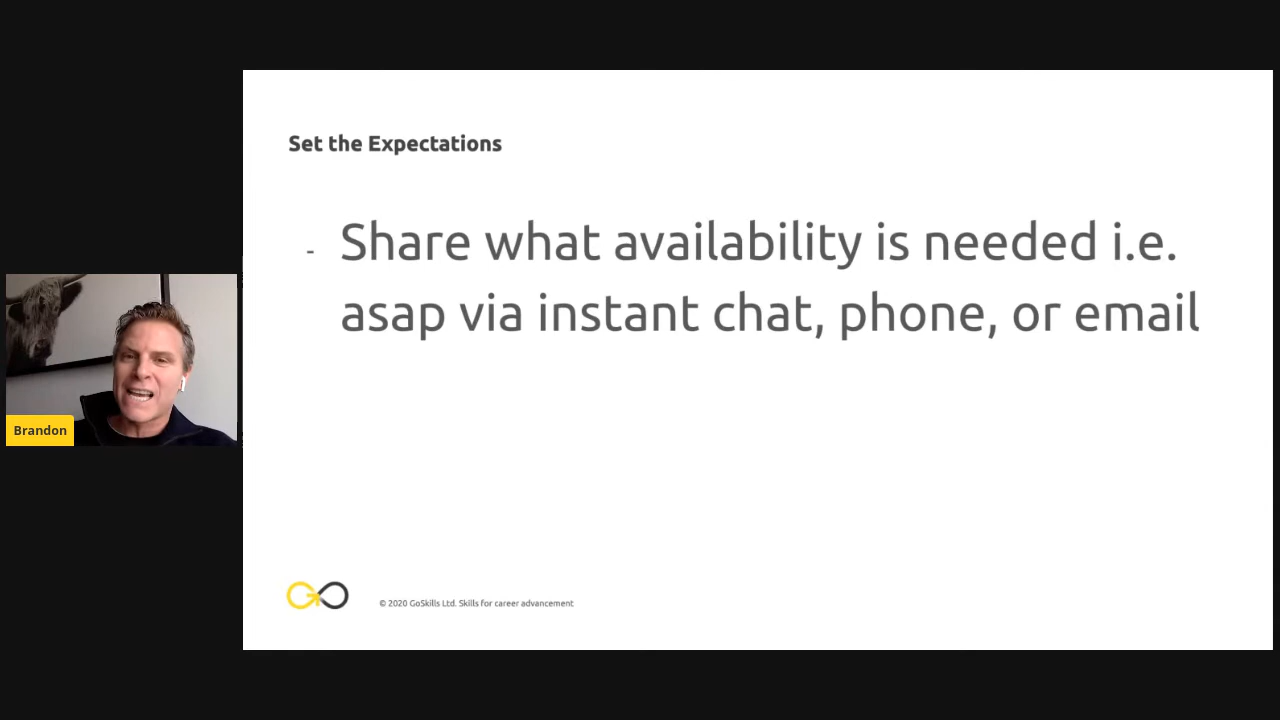 Set the Expectations
- Share what availability is needed i.e.
asap via instant chat, phone, or email
Brandon
© 2020 GoSkills Ltd. Skills for career advancement